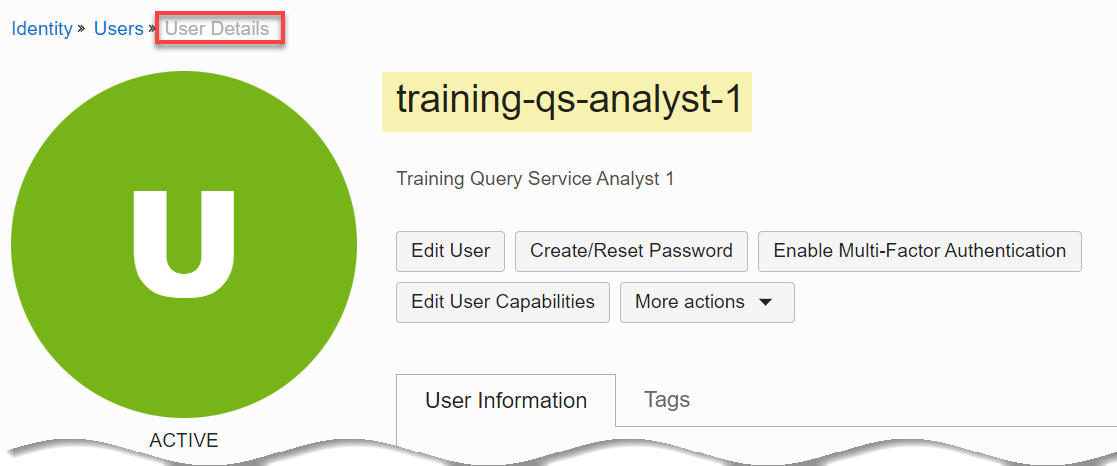 Identity » Users » User Details
U
ACTIVE
training-qs-analyst-1
Training Query Service Analyst 1
Edit User Create/Reset Password Enable Multi-Factor Authentication
Edit User Capabilities More actions
User Information Tags